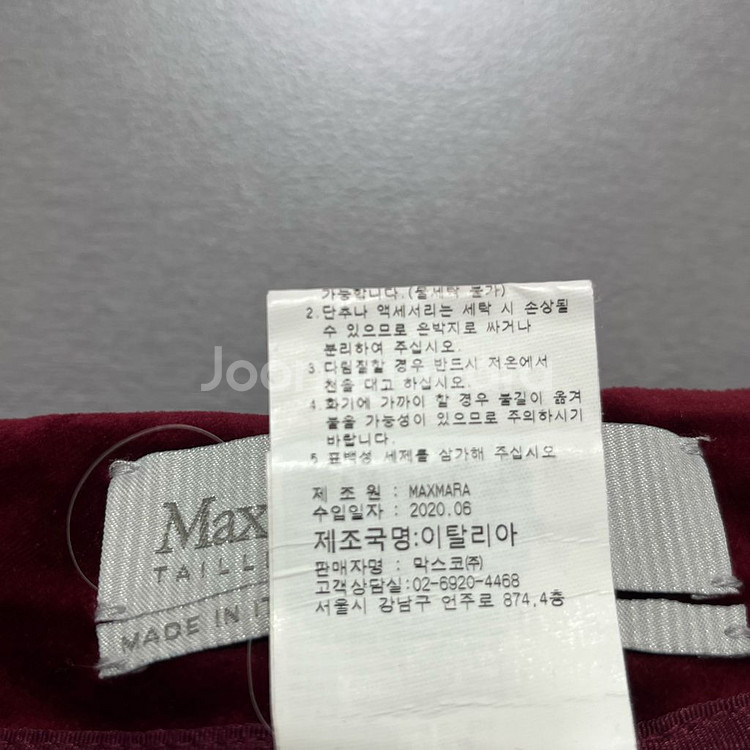 가능합니다.(물세탁 불가)
2.단추나 액세서리는 세탁 시 손상될
수 있으므로 은박지로 싸거나
분리하여 주십시오.
3.다림질할 경우 반드시 저온에서
천을 대고 하십시오.
4.화기에 가까이 할 경우 불길이 옮겨
붙을 가능성이 있으므로 주의하시기
바랍니다.
5.표백성 세제를 삼가해 주십시오
제 조 원 : MAXMARA
수입일자 : 2020.06
제조국명:이탈리아
판매자명 : 막스코(주)
고객상담실:02-6920-4468
서울시 강남구 언주로 874,4층
Max
TAILL
MADE IN IT